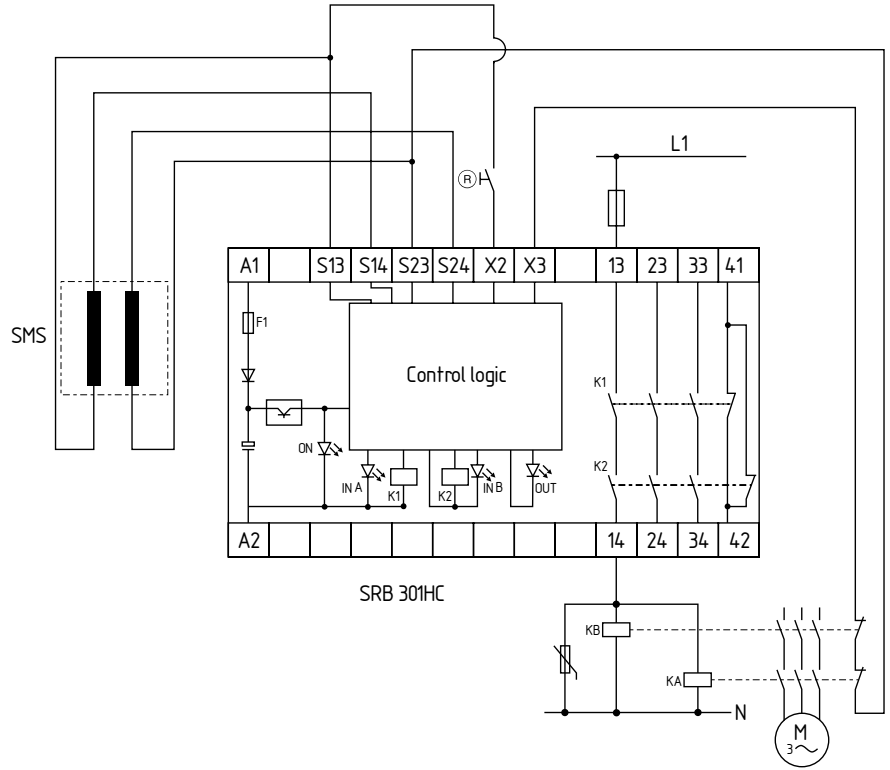 L1
R
A1 S13 S14 S23 S24 X2 X3 13 23 33 41
F1
SMS
Control logic
K1
ON
K2
IN A K1 K2 IN B OUT
A2 14 24 34 42
SRB 301HC
KB
KA
N
M
3~